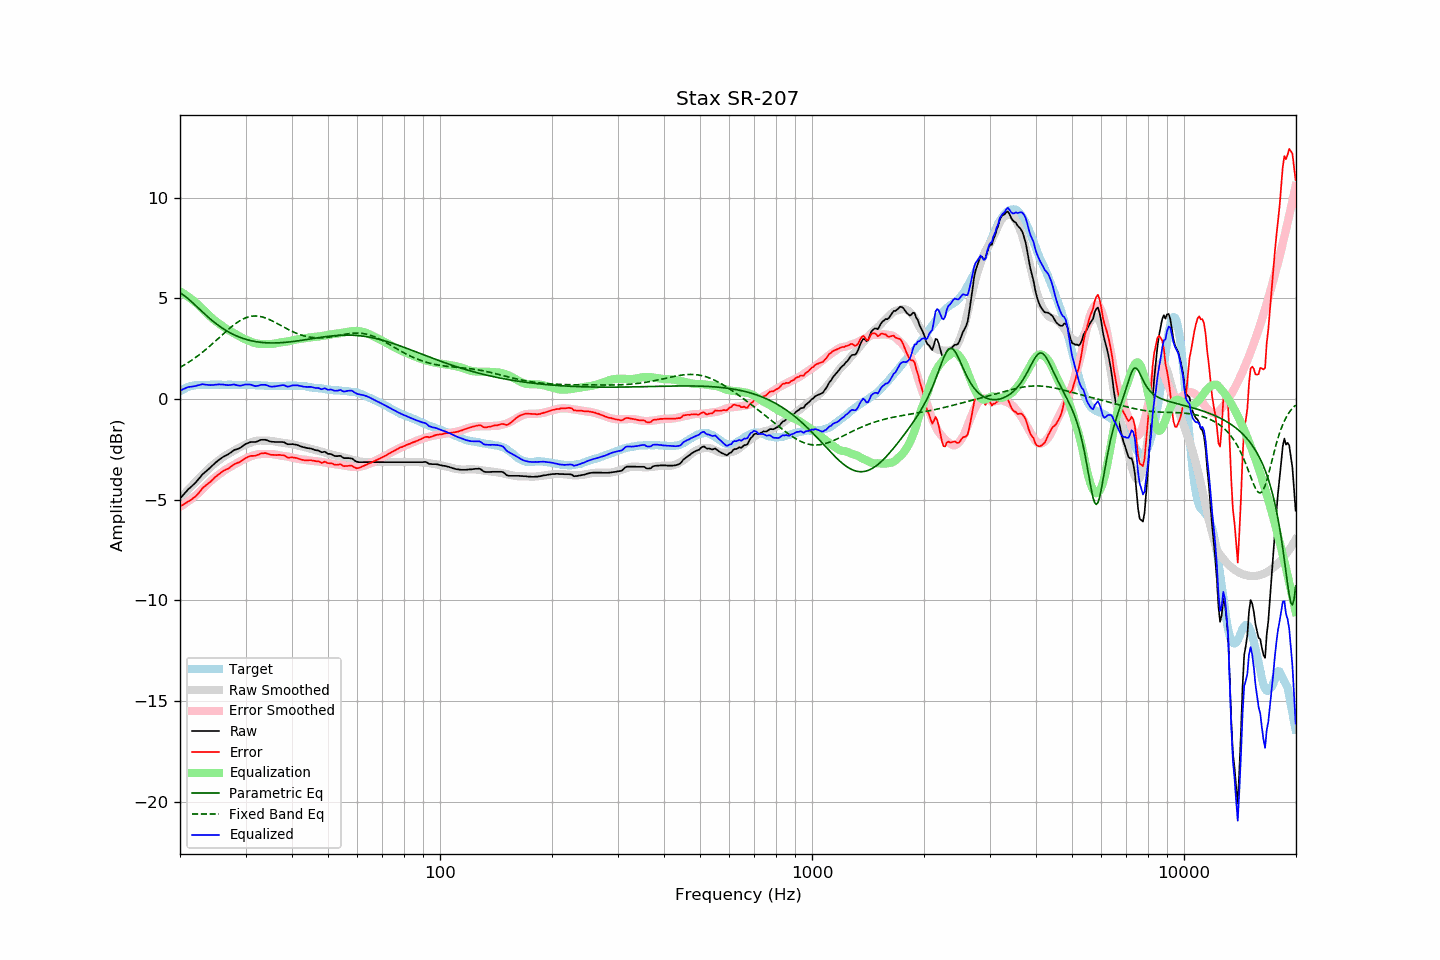 Stax SR-207
Amplitude (dBr)
10
5
0
−5
−10
−15
−20
Target
Raw Smoothed
Error Smoothed
Raw
Error
Equalization
Parametric Eq
Fixed Band Eq
Equalized
100
1000
10000
Frequency (Hz)